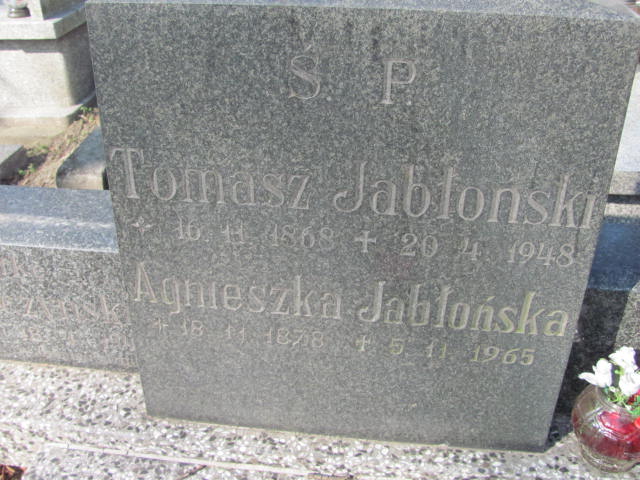 Ś. P.
Tomasz Jabłoński
* 16. 11. 1868 + 20. 4. 1948
Agnieszka Jabłońska
* 18. 11. 1878 + 5. 11. 1965